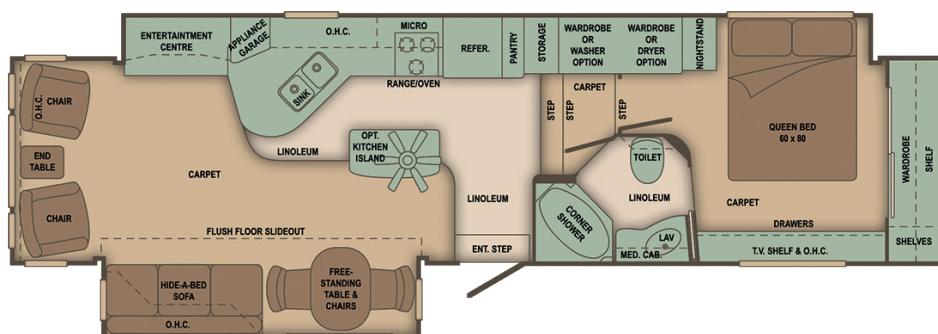 ENTERTAINTMENT
CENTRE
APPLIANCE
GARAGE
O.H.C.
MICRO
RANGE/OVEN
REFER.
PANTRY
STORAGE
WARDROBE
OR
WASHER
OPTION
WARDROBE
OR
DRYER
OPTION
NIGHTSTAND
O.H.C.
CHAIR
SINK
CARPET
STEP
STEP
STEP
QUEEN BED
60 x 80
WARDROBE
SHELF
END
TABLE
CARPET
LINOLEUM
OPT.
KITCHEN
ISLAND
TOILET
CHAIR
LINOLEUM
LINOLEUM
CARPET
CORNER
SHOWER
FLUSH FLOOR SLIDEOUT
DRAWERS
ENT. STEP
LAV
MED. CAB.
T.V. SHELF & O.H.C.
SHELVES
HIDE-A-BED
SOFA
O.H.C.
FREE-
STANDING
TABLE &
CHAIRS